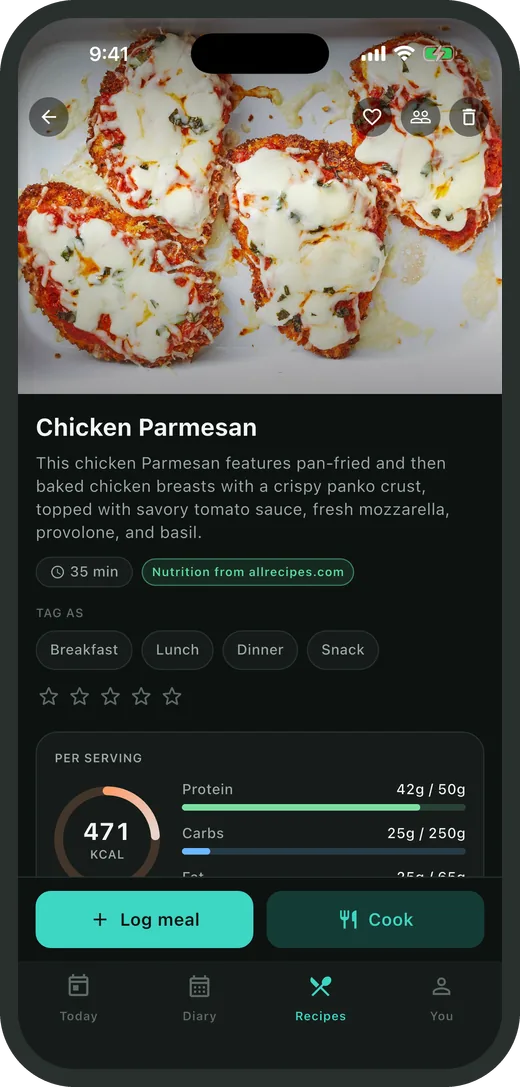 9:41
Chicken Parmesan
This chicken Parmesan features pan-fried and then
baked chicken breasts with a crispy panko crust,
topped with savory tomato sauce, fresh mozzarella,
provolone, and basil.
35 min
Nutrition from allrecipes.com
TAG AS
Breakfast Lunch Dinner Snack
PER SERVING
471
KCAL
Protein 42g / 50g
Carbs 25g / 250g
Fat 25g / 65g
+ Log meal
Cook
Today Diary Recipes You